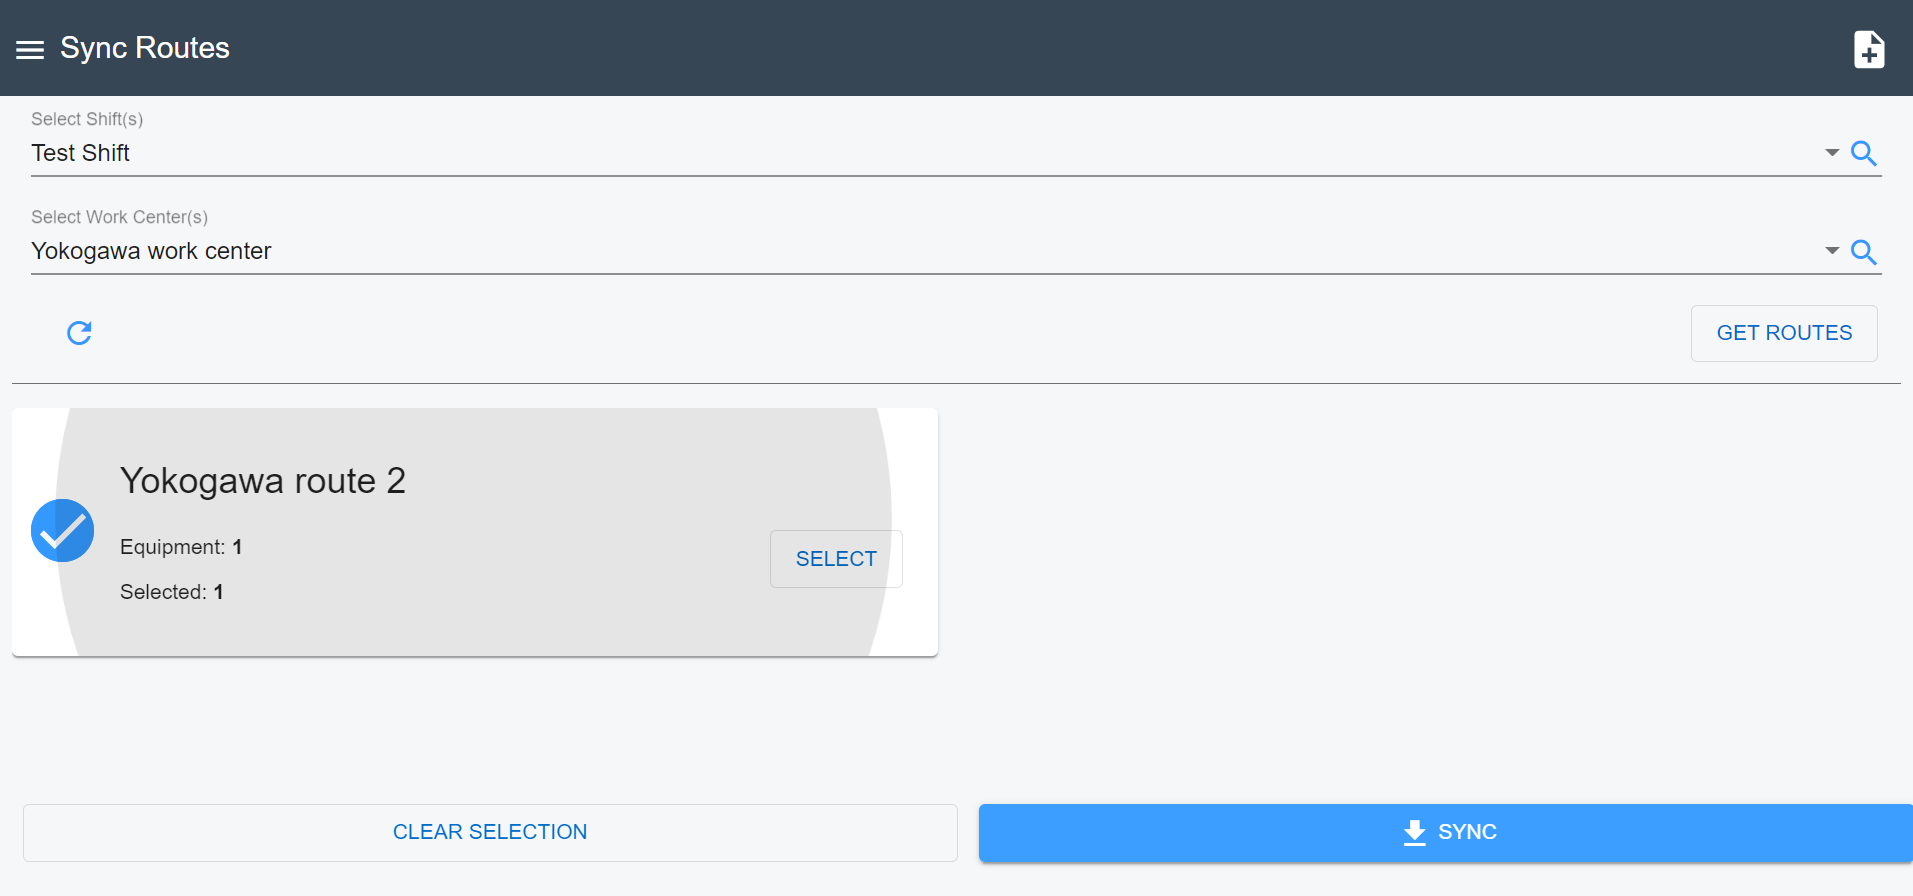 Sync Routes
Select Shift(s)
Test Shift
Select Work Center(s)
Yokogawa work center
GET ROUTES
Yokogawa route 2
Equipment: 1
Selected: 1
SELECT
CLEAR SELECTION
SYNC